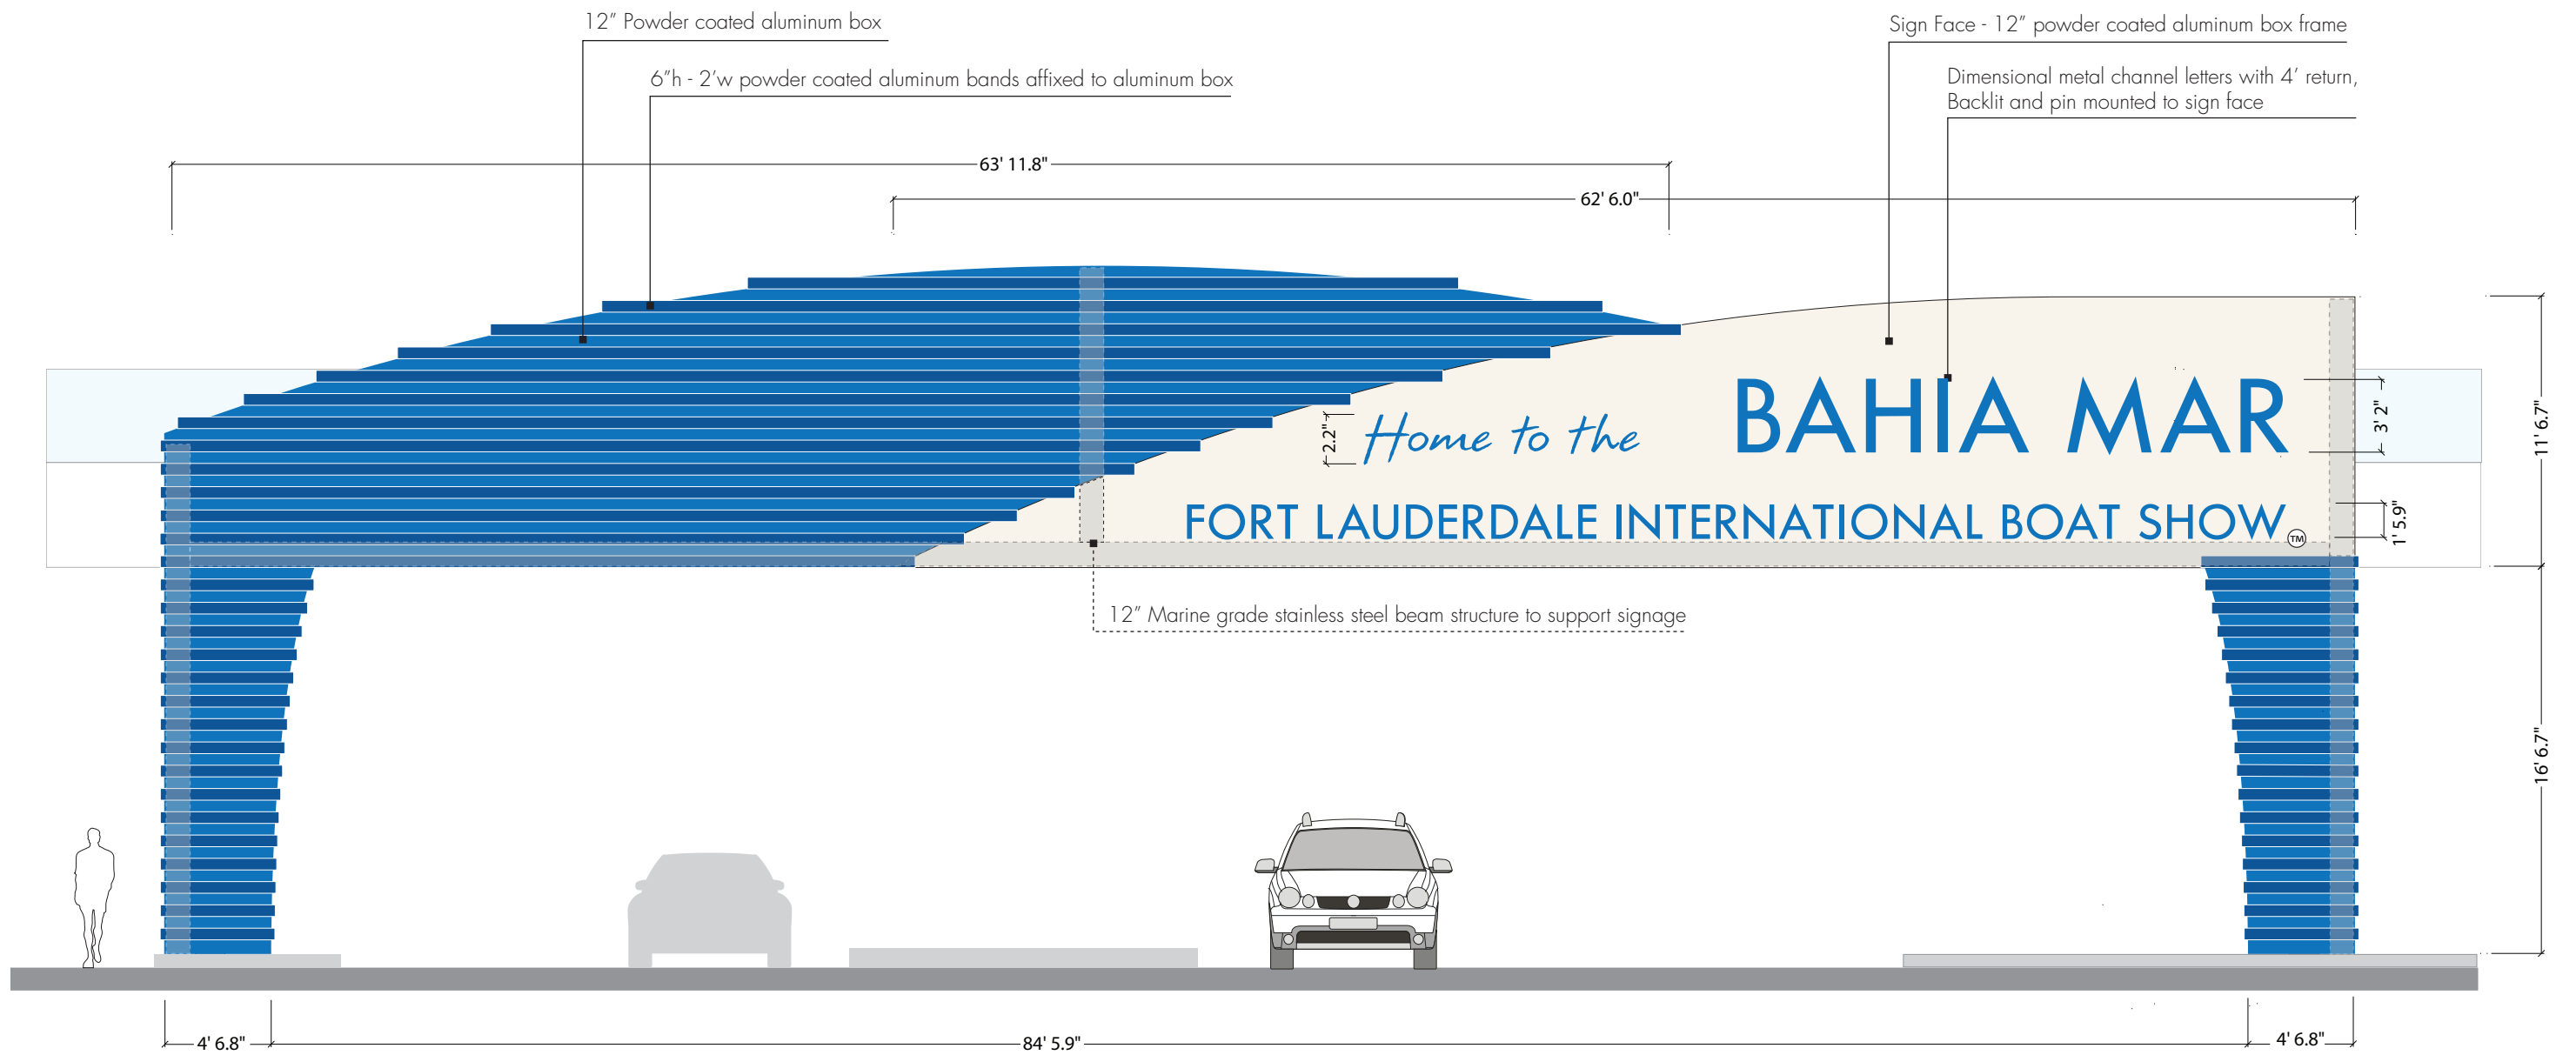 12” Powder coated aluminum box
Sign Face - 12” powder coated aluminum box frame
6”h - 2’w powder coated aluminum bands affixed to aluminum box
Dimensional metal channel letters with 4’ return,
Backlit and pin mounted to sign face
63' 11.8"
62' 6.0"
BAHIA MAR
3' 2"
2.2"
Home to the
11' 6.7"
FORT LAUDERDALE INTERNATIONAL BOAT SHOW
TM
1' 5.9"
12” Marine grade stainless steel beam structure to support signage
16' 6.7"
4' 6.8"
84' 5.9"
4' 6.8"